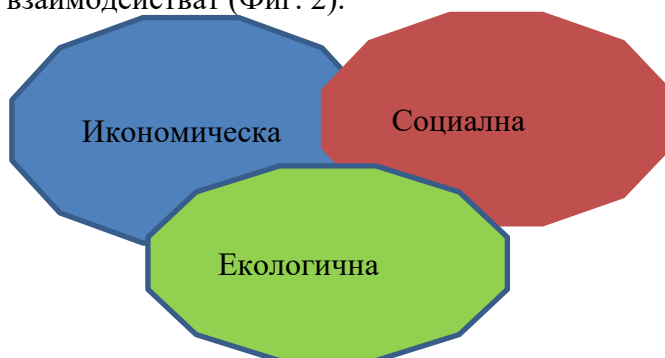 взаимодействат (Фиг. 2).
Икономическа
Социална
Екологична